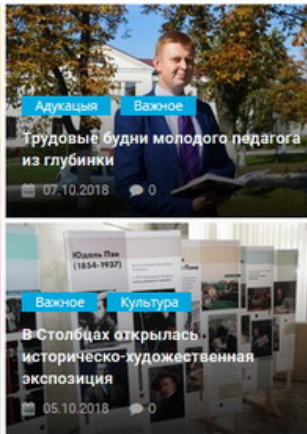 Адукацыя Важное
Трудовые будни молодого педагога
из глубинки
07.10.2018 0
Юдаль Пэн
(1854-1937)
Важное Культура
В Столбцах открылась
историческо-художественная
экспозиция
05.10.2018 0